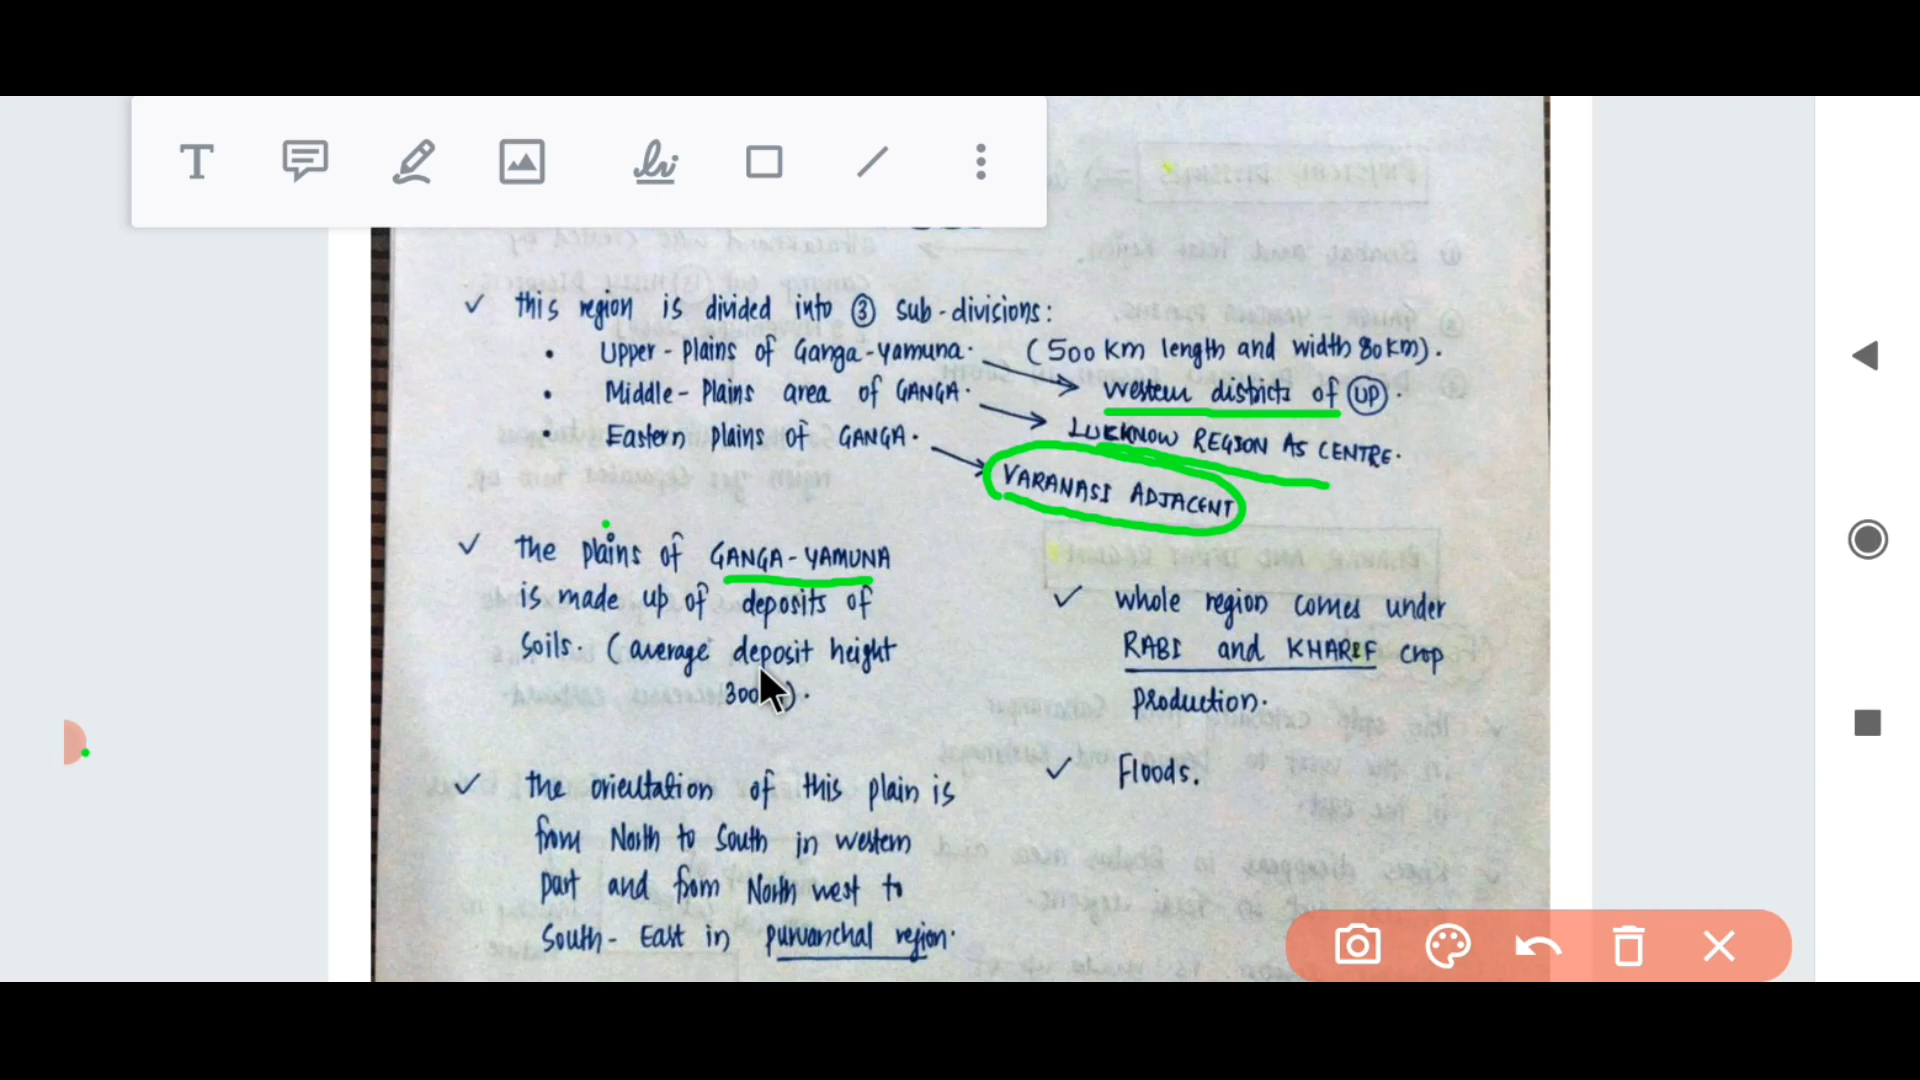 T
✓ this region is divided into ③ sub-divisions:
• Upper-Plains of Ganga-yamuna. (500 Km length and width 80 Km).
Western districts of UP.
• Middle-Plains area of GANGA.
LUCKNOW REGION AS CENTRE.
• Eastern plains of GANGA.
VARANASI ADJACENT
✓ the plains of GANGA-YAMUNA
is made up of deposits of
soils. (average deposit height
300
✓ the orientation of this plain is
from North to South in western
part and from North west to
South-East in purvanchal region.
✓ whole region comes under
RABI and KHARIF crop
production.
✓ Floods.